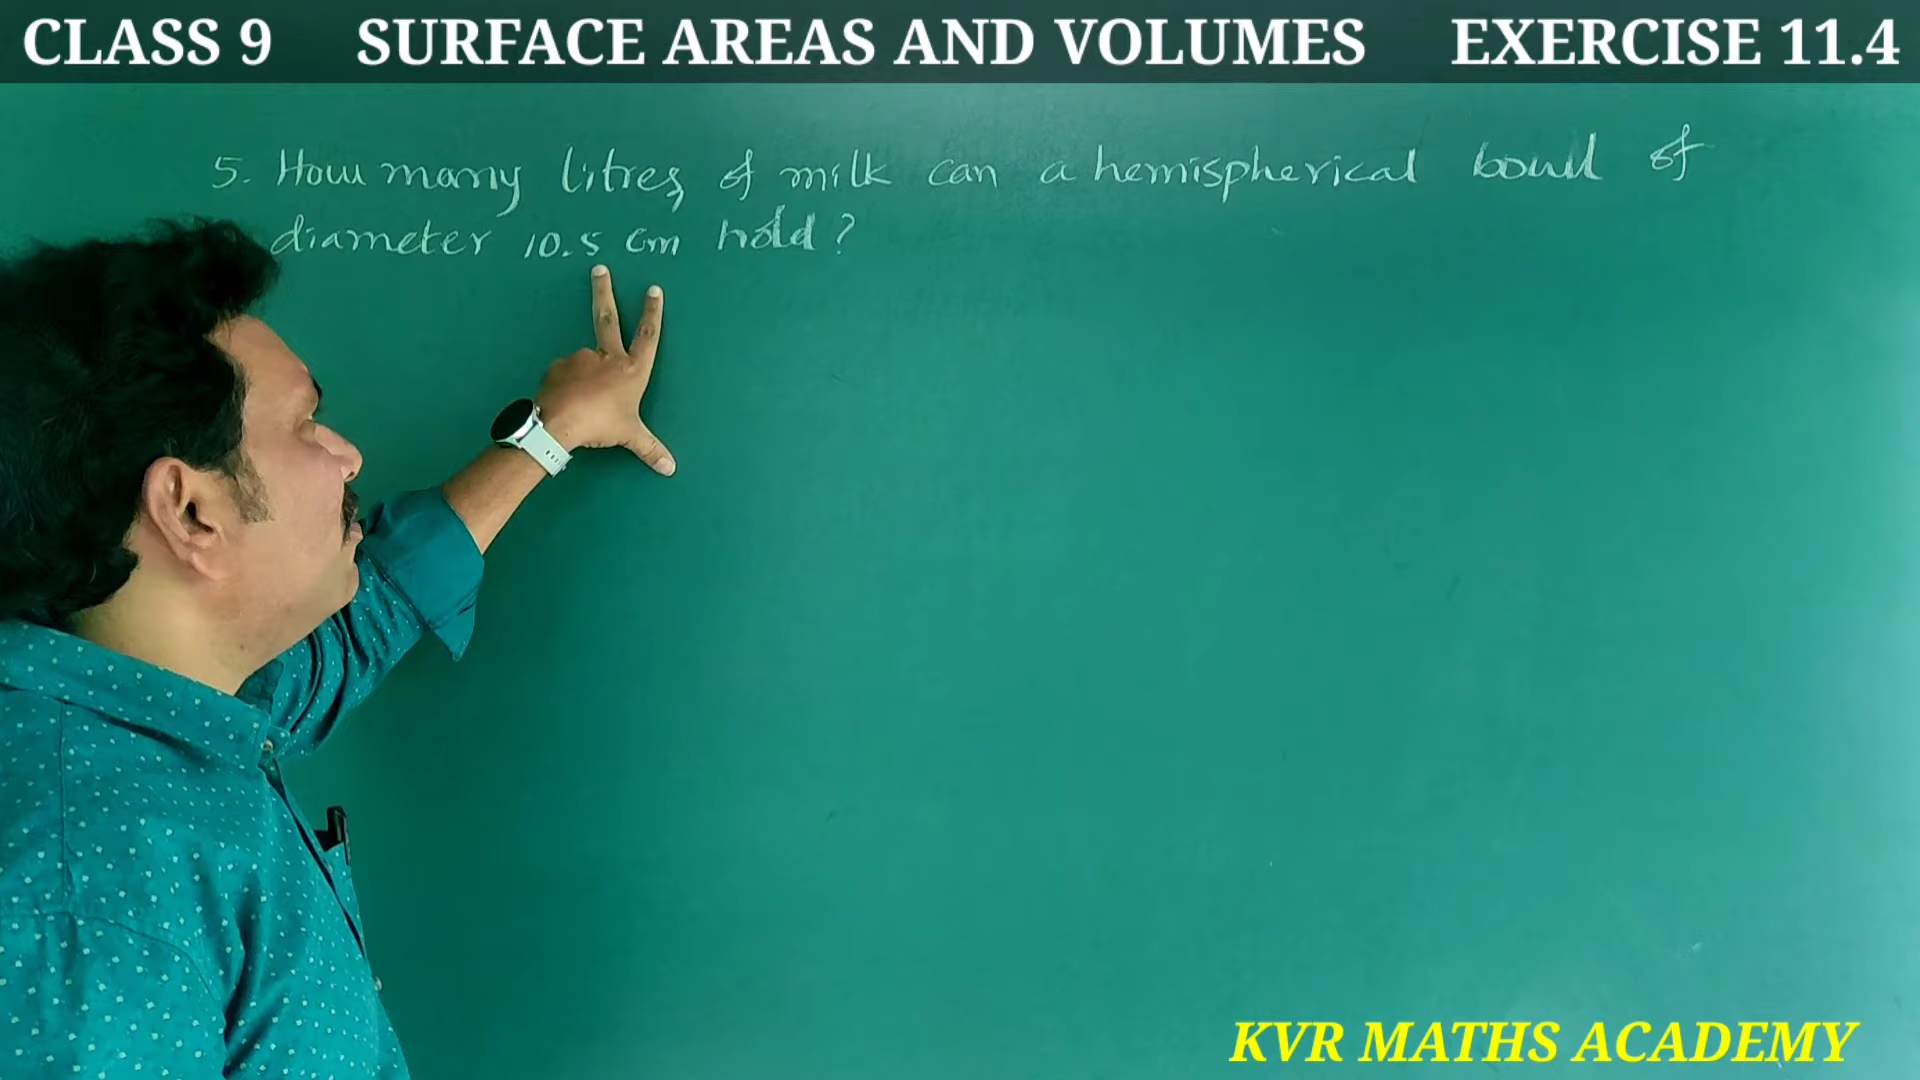 CLASS 9 SURFACE AREAS AND VOLUMES EXERCISE 11.4
5. How many litres of milk can a hemispherical bowl of
diameter 10.5 cm hold?
KVR MATHS ACADEMY